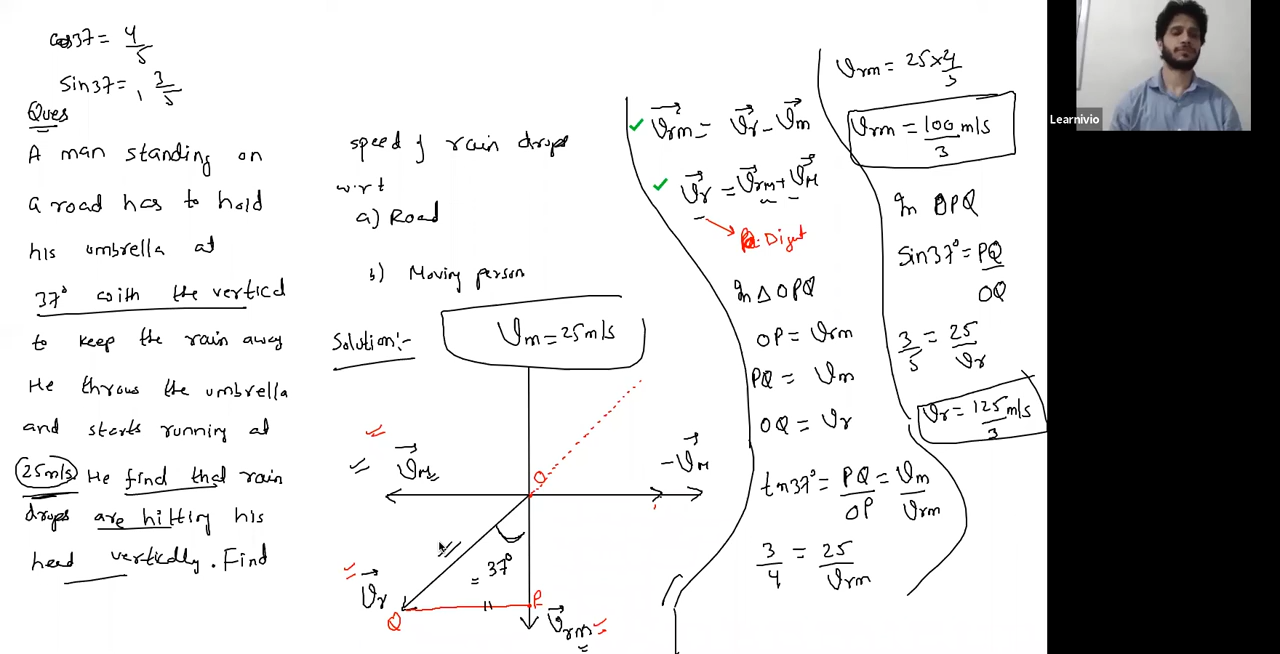 cos37 = 4/5
Sin37 = 3/5
Ques
A man standing on
a road has to hold
his umbrella at
37° with the vertical
to keep the rain away
He throws the umbrella
and starts running at
25m/s He find that rain
drops are hitting his
head vertically. Find
speed of rain drops
w.r.t
a) Road
b) Moving person
Solution:-
Vm = 25m/s
Vm
-Vm
O
37°
Vr
Q
P
Vrm
Vrm = Vr - Vm
Vr = Vrm + Vm
In Δ OPQ
OP = Vrm
PQ = Vm
OQ = Vr
tn37° = PQ/OP = Vm/Vrm
3/4 = 25/Vrm
Vrm = 25×4/3
Vrm = 100/3 m/s
In OPQ
Sin37° = PQ/OQ
3/5 = 25/Vr
Vr = 125/3 m/s
Learnivio